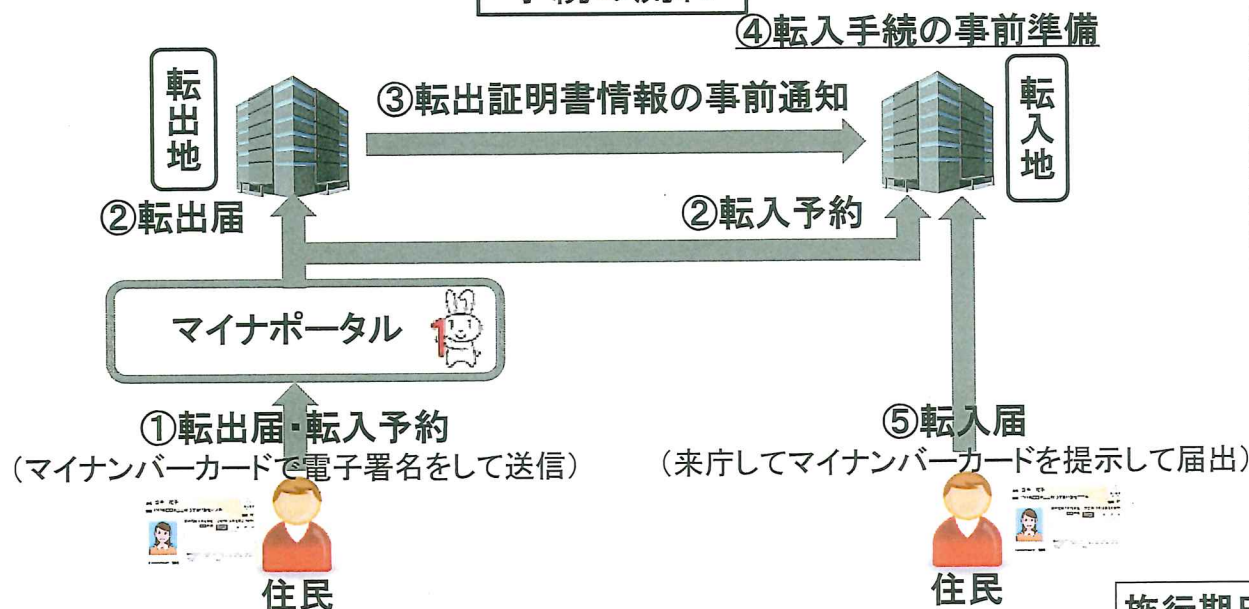 ④転入手続の事前準備
転出地
③転出証明書情報の事前通知
転入地
②転出届
②転入予約
マイナポータル
1
①転出届・転入予約
(マイナンバーカードで電子署名をして送信)
⑤転入届
(来庁してマイナンバーカードを提示して届出)
住民
住民